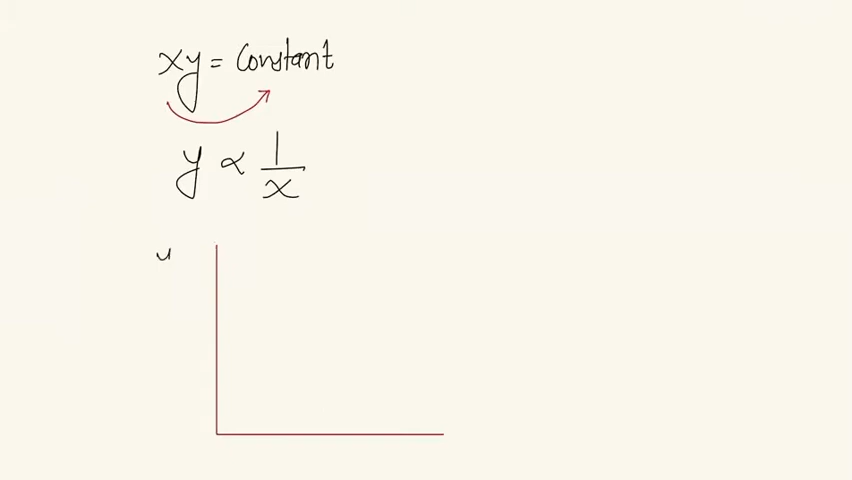 xy = Constant
y ∝ 1/x